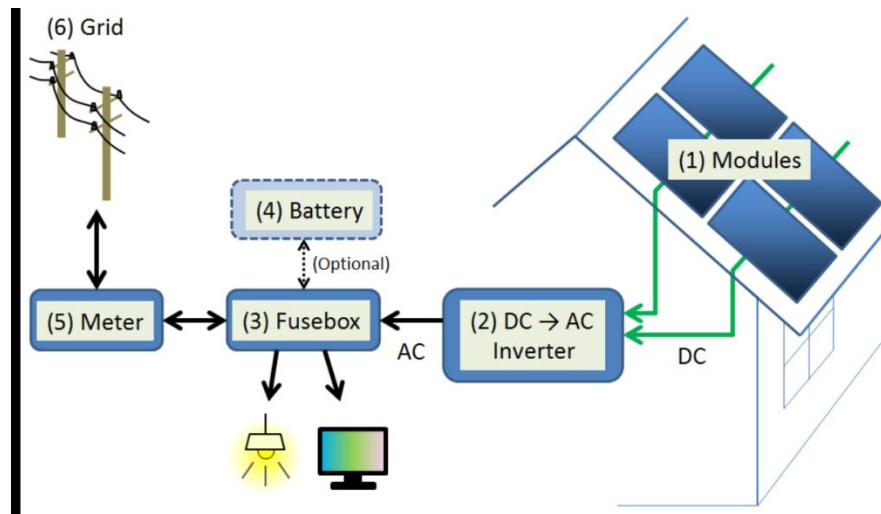 (6) Grid
(1) Modules
(4) Battery
(Optional)
(5) Meter
(3) Fusebox
AC
(2) DC → AC
Inverter
DC